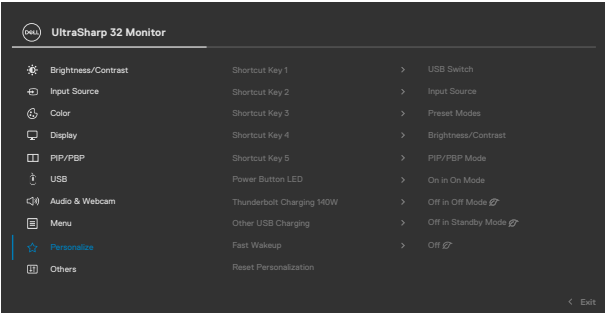 DELL UltraSharp 32 Monitor
Brightness/Contrast Shortcut Key 1 > USB Switch
Input Source Shortcut Key 2 > Input Source
Color Shortcut Key 3 > Preset Modes
Display Shortcut Key 4 > Brightness/Contrast
PIP/PBP Shortcut Key 5 > PIP/PBP Mode
USB Power Button LED > On in On Mode
Audio & Webcam Thunderbolt Charging 140W > Off in Off Mode
Menu Other USB Charging > Off in Standby Mode
Personalize Fast Wakeup > Off
Others Reset Personalization
< Exit